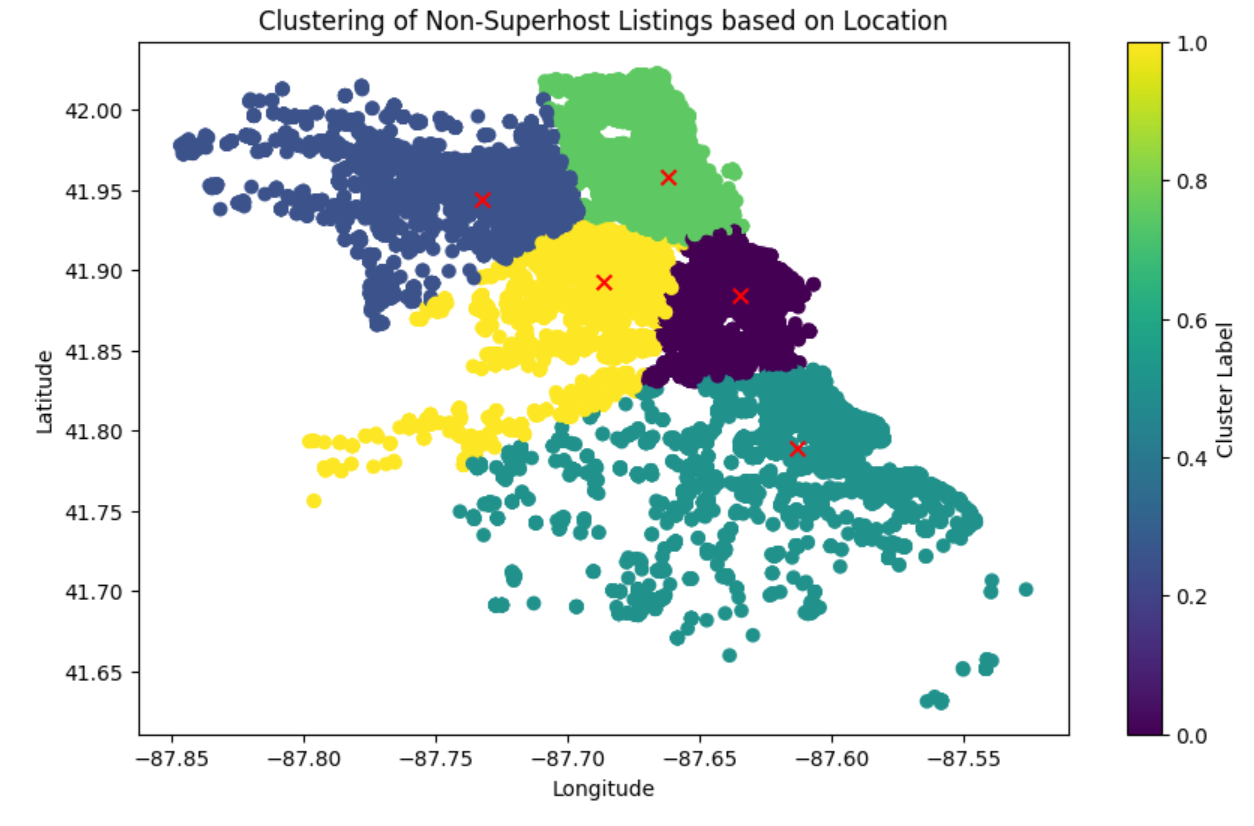 Clustering of Non-Superhost Listings based on Location
42.00
41.95
41.90
41.85
41.80
41.75
41.70
41.65
Latitude
−87.85 −87.80 −87.75 −87.70 −87.65 −87.60 −87.55
Longitude
1.0
0.8
0.6
0.4
0.2
0.0
Cluster Label